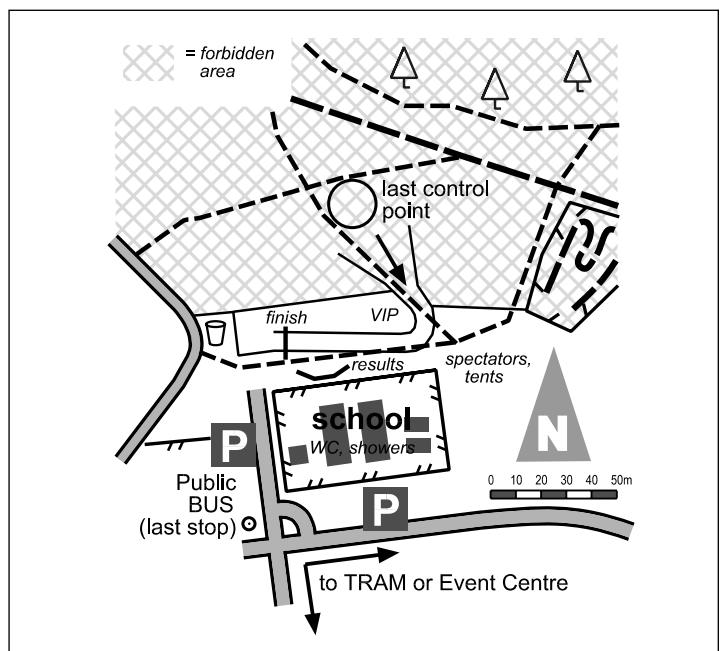 = forbidden
area
last control
point
finish
VIP
results
spectators,
tents
school
WC, showers
N
P
0 10 20 30 40 50m
Public
BUS
(last stop)
P
to TRAM or Event Centre